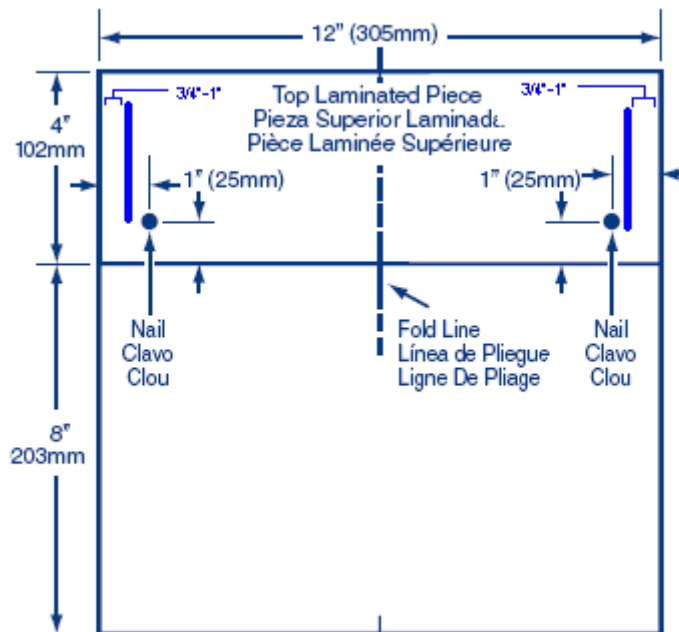 12" (305mm)
3/4"-1"
3/4"-1"
Top Laminated Piece
Pieza Superior Laminada
Pièce Laminée Supérieure
4"
102mm
1" (25mm)
1" (25mm)
Nail
Clavo
Clou
Fold Line
Línea de Pliegue
Ligne De Pliage
Nail
Clavo
Clou
8"
203mm